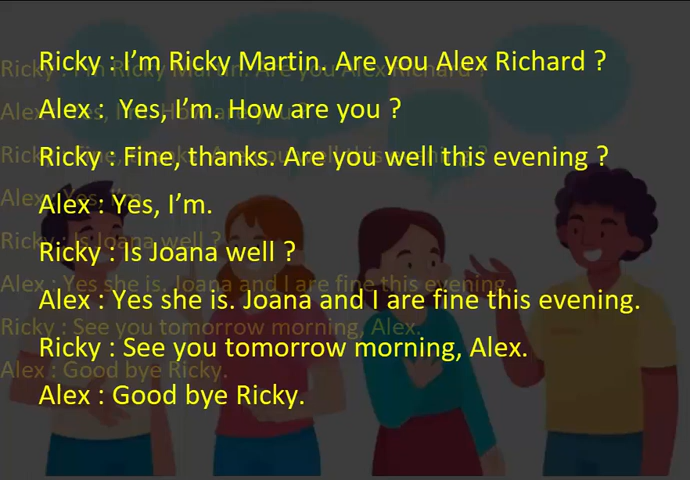 Ricky : I'm Ricky Martin. Are you Alex Richard ?
Alex :  Yes, I'm. How are you ?
Ricky : Fine, thanks. Are you well this evening ?
Alex : Yes, I'm.
Ricky : Is Joana well ?
Alex : Yes she is. Joana and I are fine this evening.
Ricky : See you tomorrow morning, Alex.
Alex : Good bye Ricky.